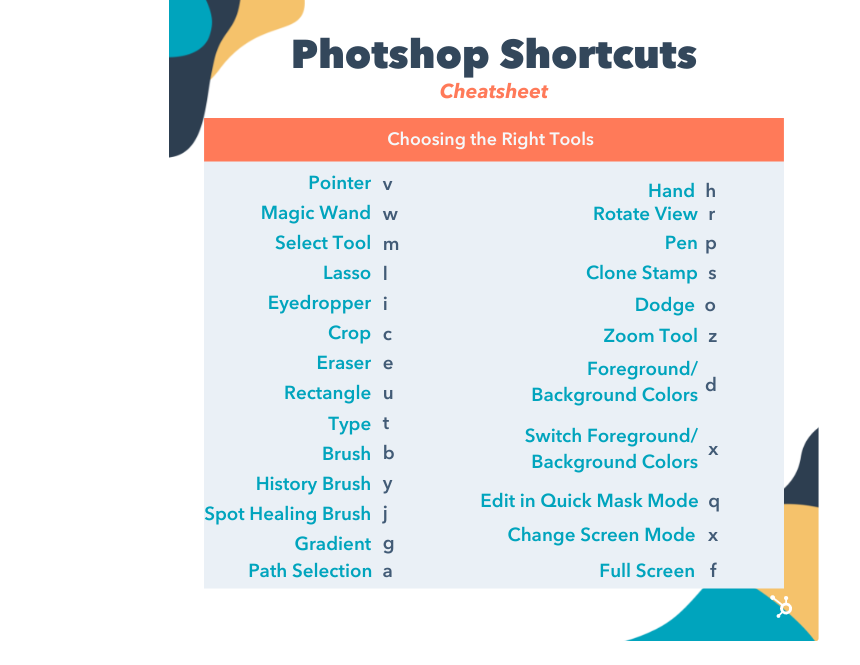 Photshop Shortcuts
Cheatsheet
Choosing the Right Tools
Pointer v
Magic Wand w
Select Tool m
Lasso l
Eyedropper i
Crop c
Eraser e
Rectangle u
Type t
Brush b
History Brush y
Spot Healing Brush j
Gradient g
Path Selection a
Hand h
Rotate View r
Pen p
Clone Stamp s
Dodge o
Zoom Tool z
Foreground/
Background Colors d
Switch Foreground/
Background Colors x
Edit in Quick Mask Mode q
Change Screen Mode x
Full Screen f